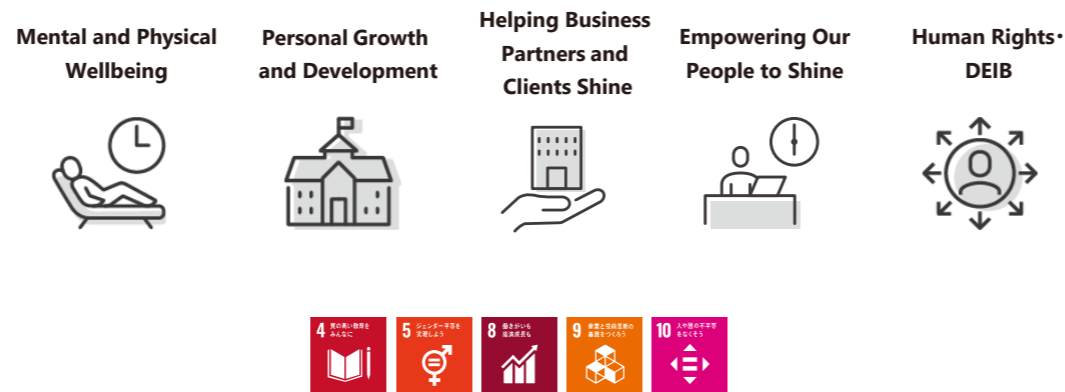 Mental and Physical
Wellbeing
Personal Growth
and Development
Helping Business
Partners and
Clients Shine
Empowering Our
People to Shine
Human Rights・
DEIB
4 質の高い教育を
みんなに
5 ジェンダー平等を
実現しよう
8 働きがいも
経済成長も
9 産業と技術革新の
基盤をつくろう
10 人や国の不平等
をなくそう